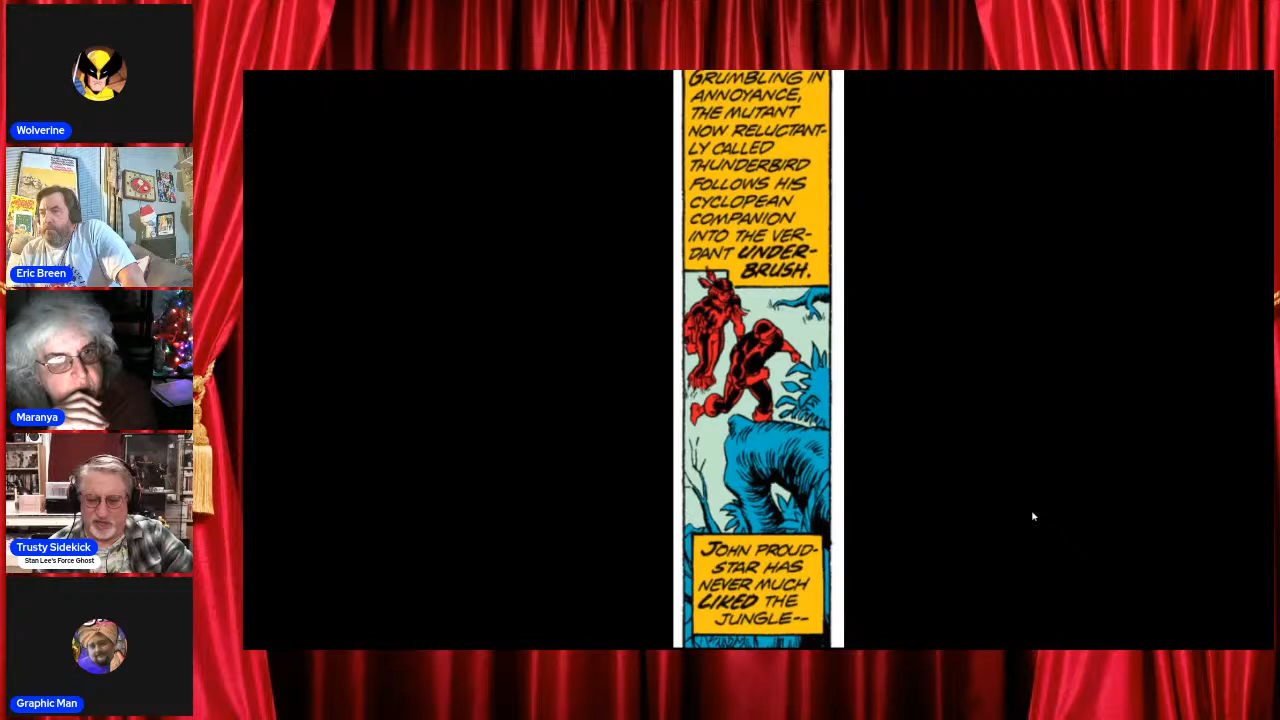 Wolverine
Eric Breen
Maranya
Trusty Sidekick
Stan Lee's Force Ghost
Graphic Man
GRUMBLING IN
ANNOYANCE,
THE MUTANT
NOW RELUCTANT-
LY CALLED
THUNDERBIRD
FOLLOWS HIS
CYCLOPEAN
COMPANION
INTO THE VER-
DANT UNDER-
BRUSH.
JOHN PROUD-
STAR HAS
NEVER MUCH
LIKED THE
JUNGLE--